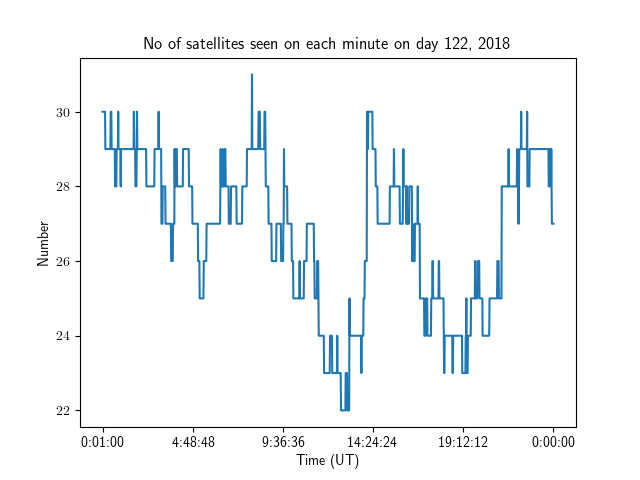 No of satellites seen on each minute on day 122, 2018
30
28
26
24
22
Number
0:01:00 4:48:48 9:36:36 14:24:24 19:12:12 0:00:00
Time (UT)